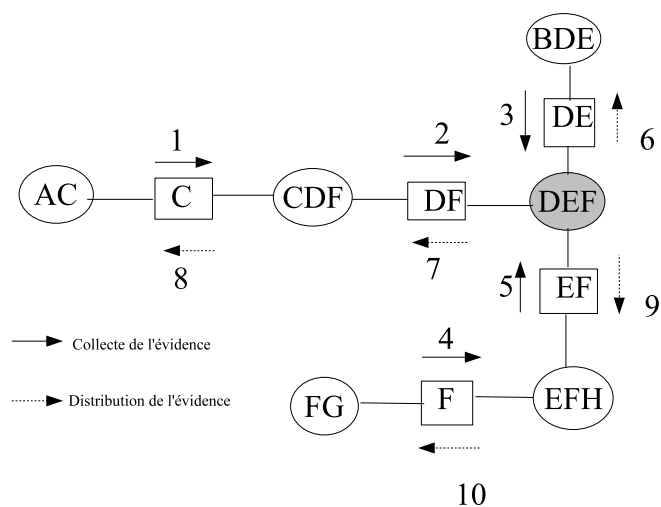 BDE
3
DE
6
1
2
AC
C
CDF
DF
DEF
8
7
5
EF
9
Collecte de l'évidence
4
Distribution de l'évidence
FG
F
EFH
10